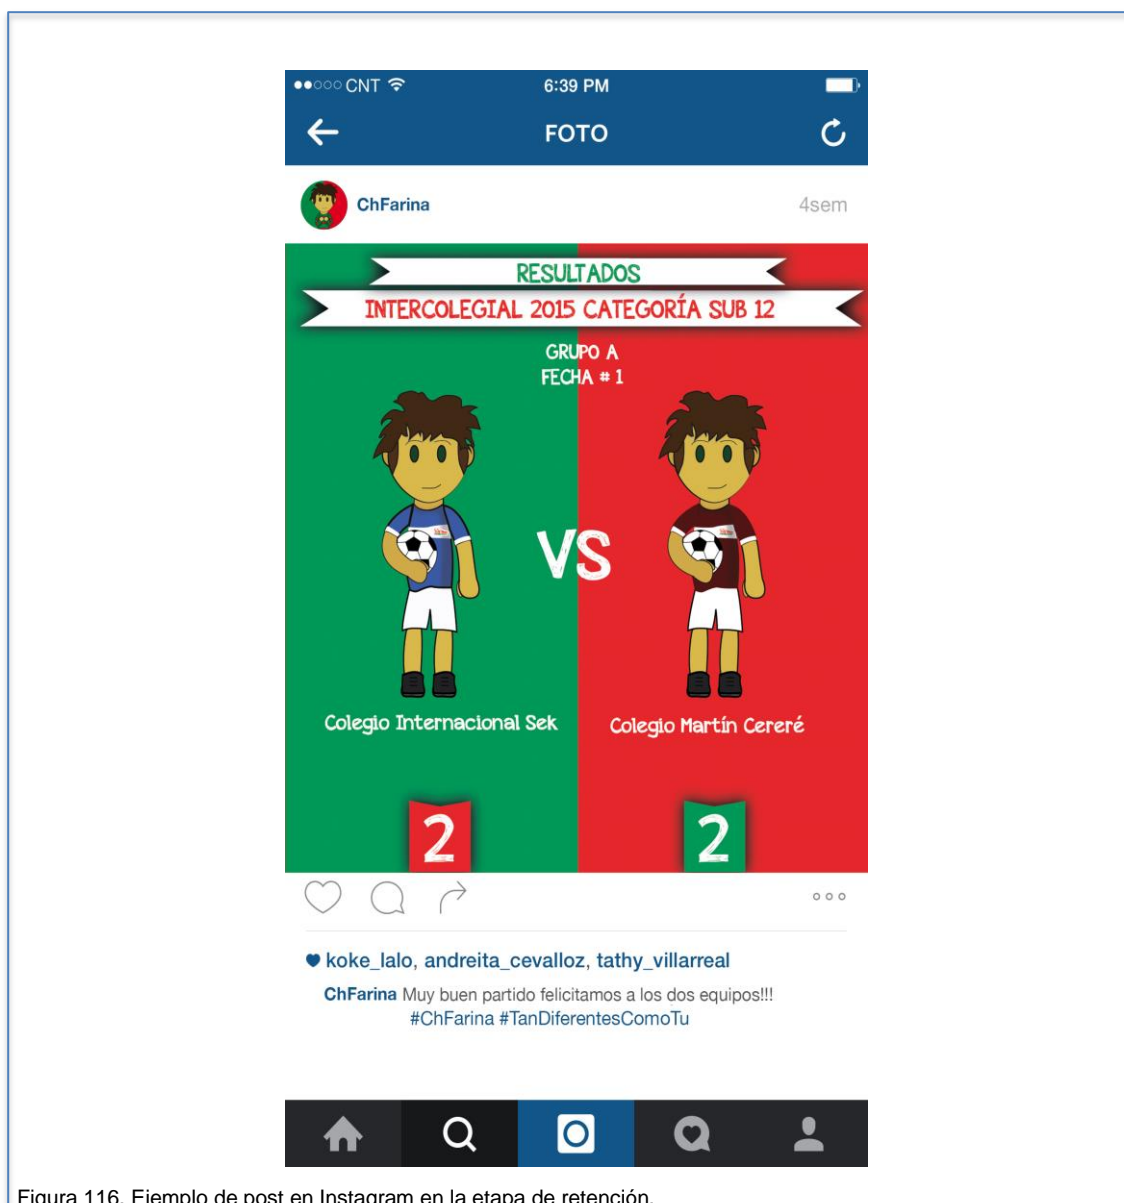 CNT 6:39 PM
FOTO
ChFarina 4sem
RESULTADOS
INTERCOLEGIAL 2015 CATEGORÍA SUB 12
GRUPO A
FECHA # 1
VS
Colegio Internacional Sek Colegio Martín Cereré
2 2
koke_lalo, andreita_cevalloz, tathy_villarreal
ChFarina Muy buen partido felicitamos a los dos equipos!!!
#ChFarina #TanDiferentesComoTu
Figura 116. Ejemplo de post en Instagram en la etapa de retención.